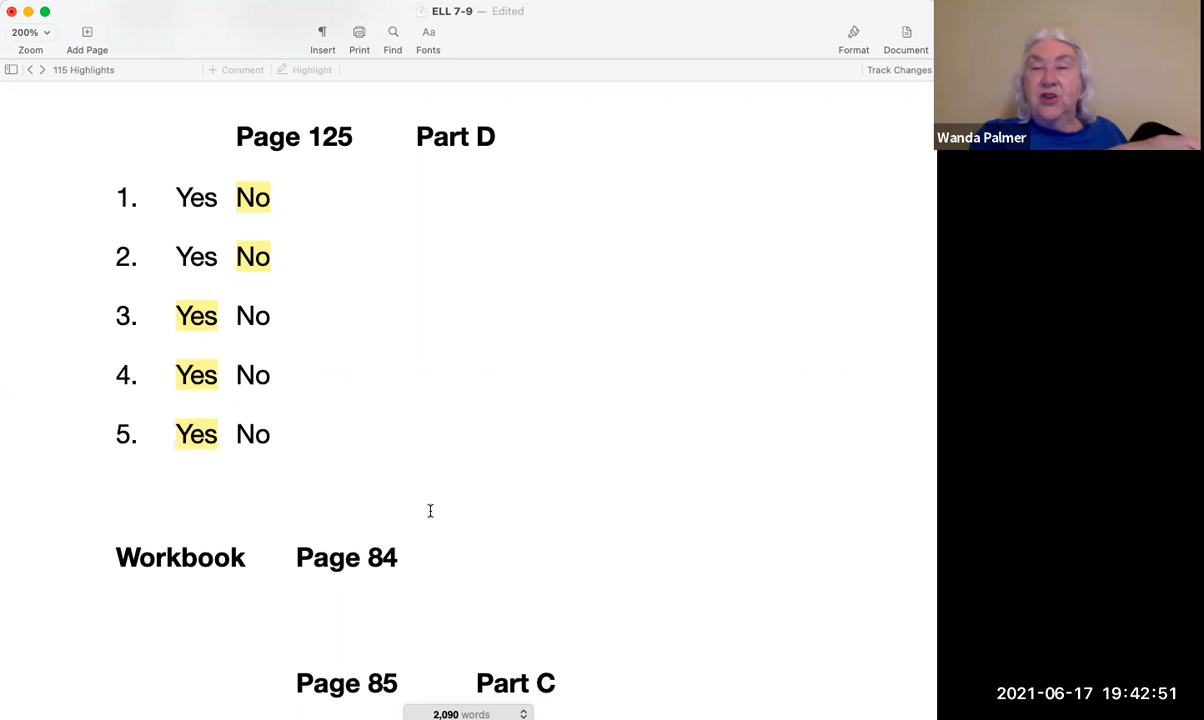 ELL 7-9 — Edited
200%
Zoom
Add Page
Insert
Print
Find
Aa
Fonts
Format
Document
115 Highlights
+ Comment
Highlight
Track Changes
Wanda Palmer
Page 125 Part D
1. Yes No
2. Yes No
3. Yes No
4. Yes No
5. Yes No
Workbook Page 84
Page 85 Part C
2,090 words
2021-06-17 19:42:51